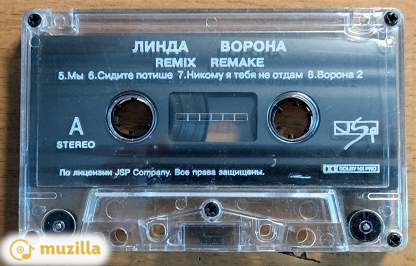 ЛИНДА ВОРОНА
REMIX REMAKE
5.Мы 6.Сидите потише 7.Никому я тебя не отдам 8.Ворона 2
A
STEREO
JSP
DOLBY HX PRO
По лицензии JSP Company. Все права защищены.
muzilla